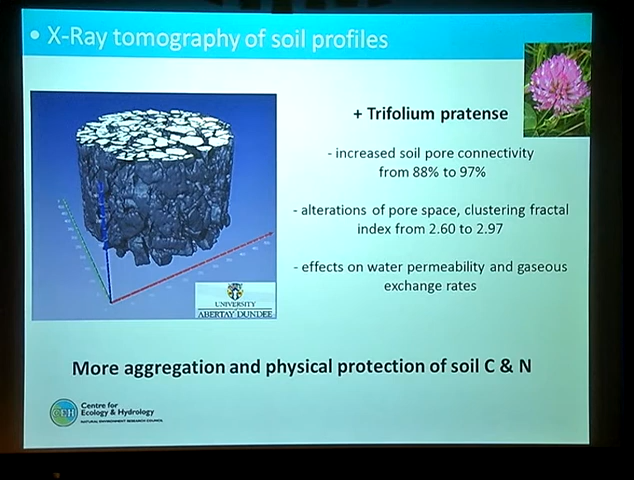 • X-Ray tomography of soil profiles
+ Trifolium pratense
- increased soil pore connectivity
from 88% to 97%
- alterations of pore space, clustering fractal
index from 2.60 to 2.97
- effects on water permeability and gaseous
exchange rates
UNIVERSITY
OF
ABERTAY DUNDEE
More aggregation and physical protection of soil C & N
CEH
Centre for
Ecology & Hydrology
NATURAL ENVIRONMENT RESEARCH COUNCIL